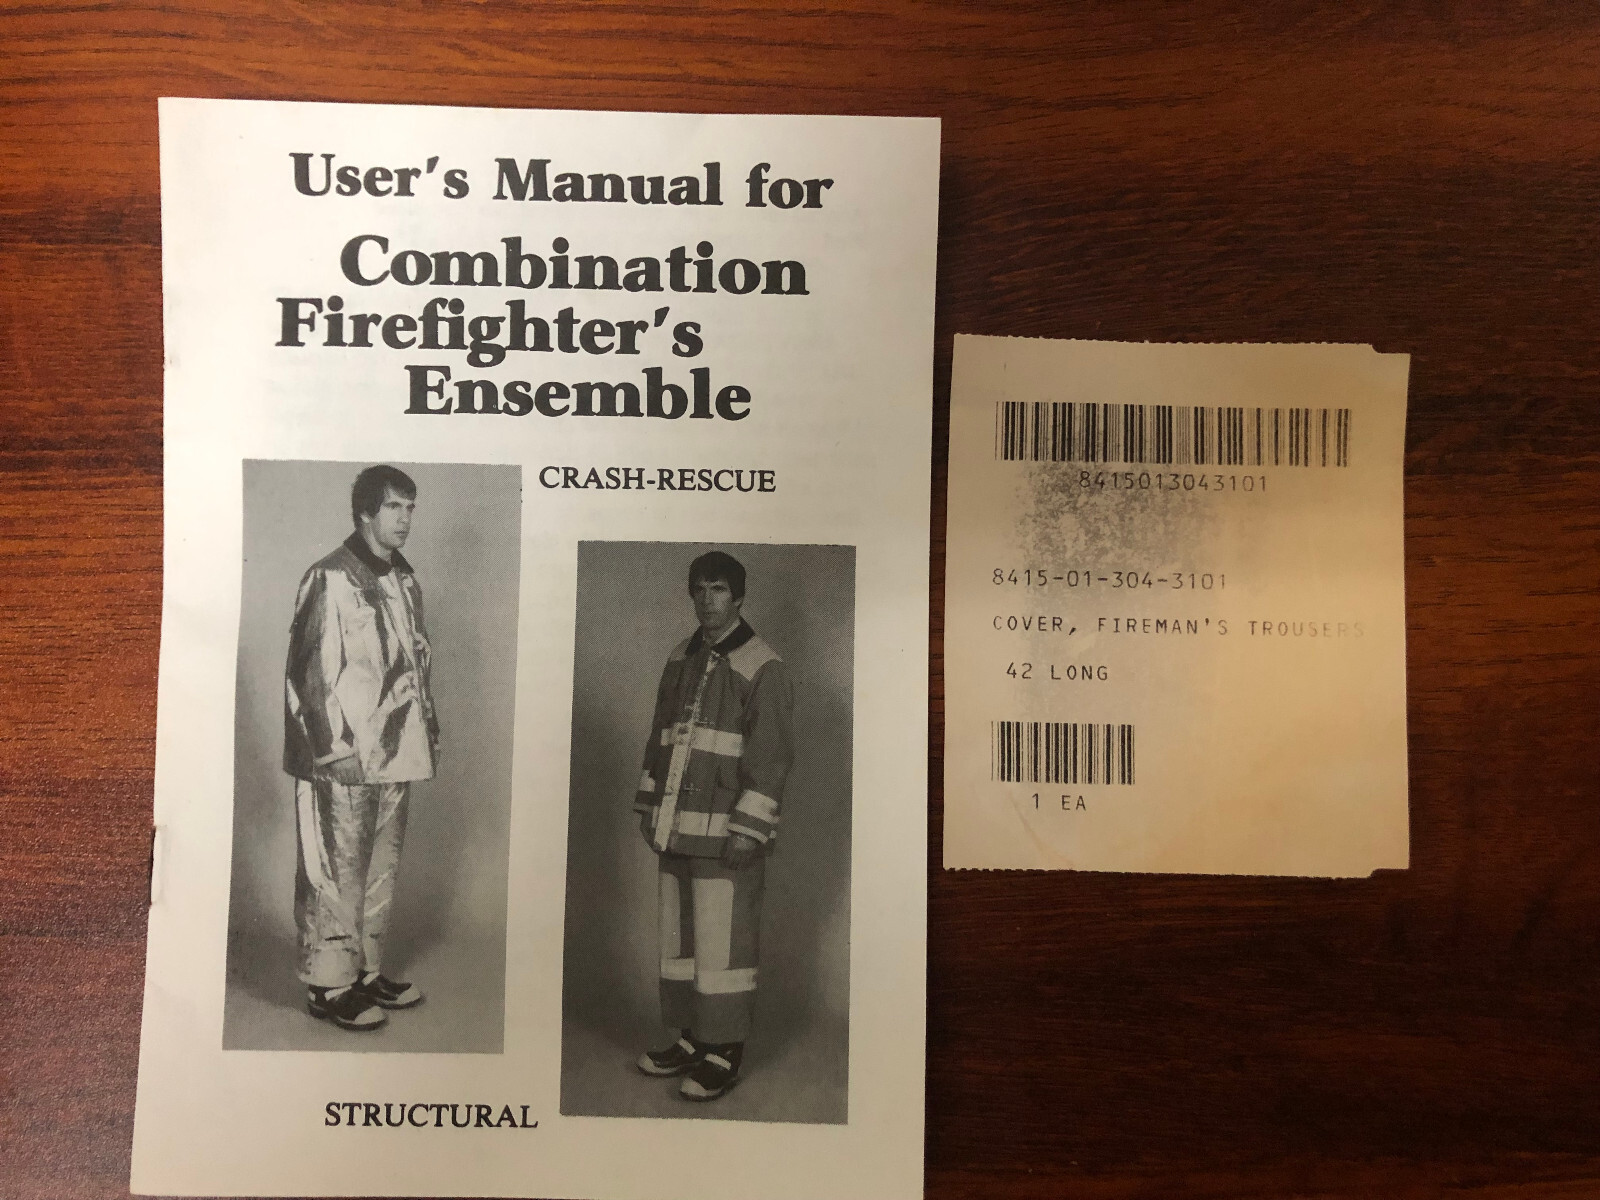 User's Manual for
Combination
Firefighter's
Ensemble
CRASH-RESCUE
STRUCTURAL
8415013043101
8415-01-304-3101
COVER, FIREMAN'S TROUSERS
42 LONG
1 EA